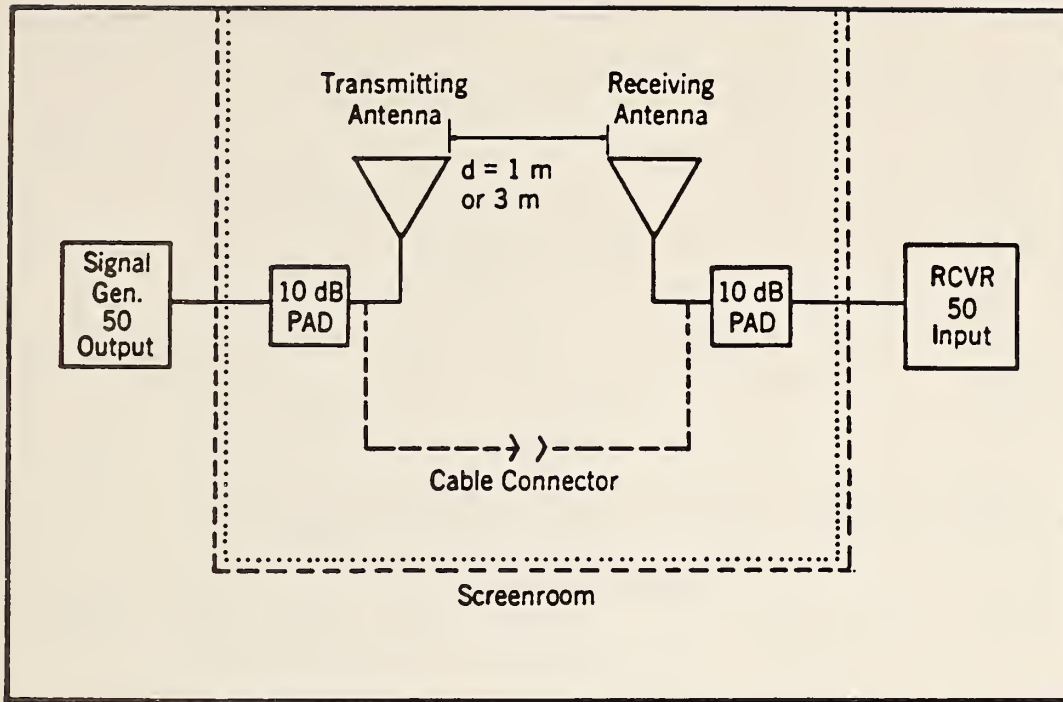 Transmitting
Antenna
Receiving
Antenna
d = 1 m
or 3 m
Signal
Gen.
50
Output
10 dB
PAD
10 dB
PAD
RCVR
50
Input
Cable Connector
Screenroom